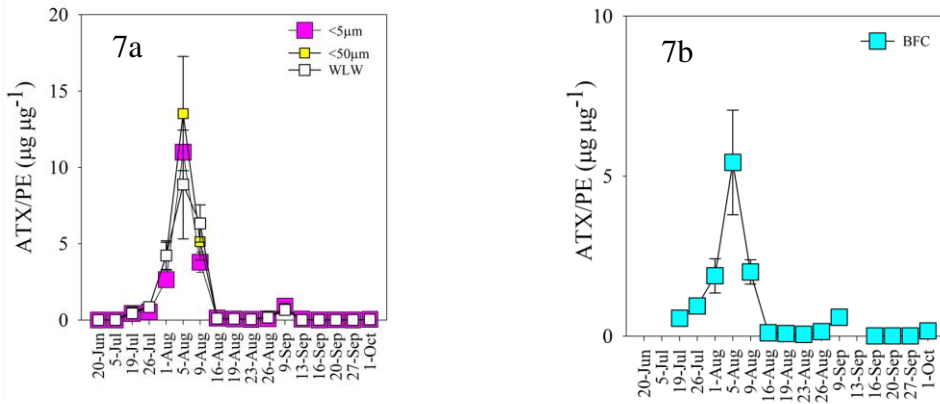 7a
<5µm
<50µm
WLW
ATX/PE (µg µg⁻¹)
20
15
10
5
0
20-Jun
5-Jul
19-Jul
26-Jul
1-Aug
5-Aug
9-Aug
16-Aug
19-Aug
23-Aug
26-Aug
9-Sep
13-Sep
16-Sep
20-Sep
27-Sep
1-Oct
7b
BFC
ATX/PE (µg µg⁻¹)
10
5
0
20-Jun
5-Jul
19-Jul
26-Jul
1-Aug
5-Aug
9-Aug
16-Aug
19-Aug
23-Aug
26-Aug
9-Sep
13-Sep
16-Sep
20-Sep
27-Sep
1-Oct